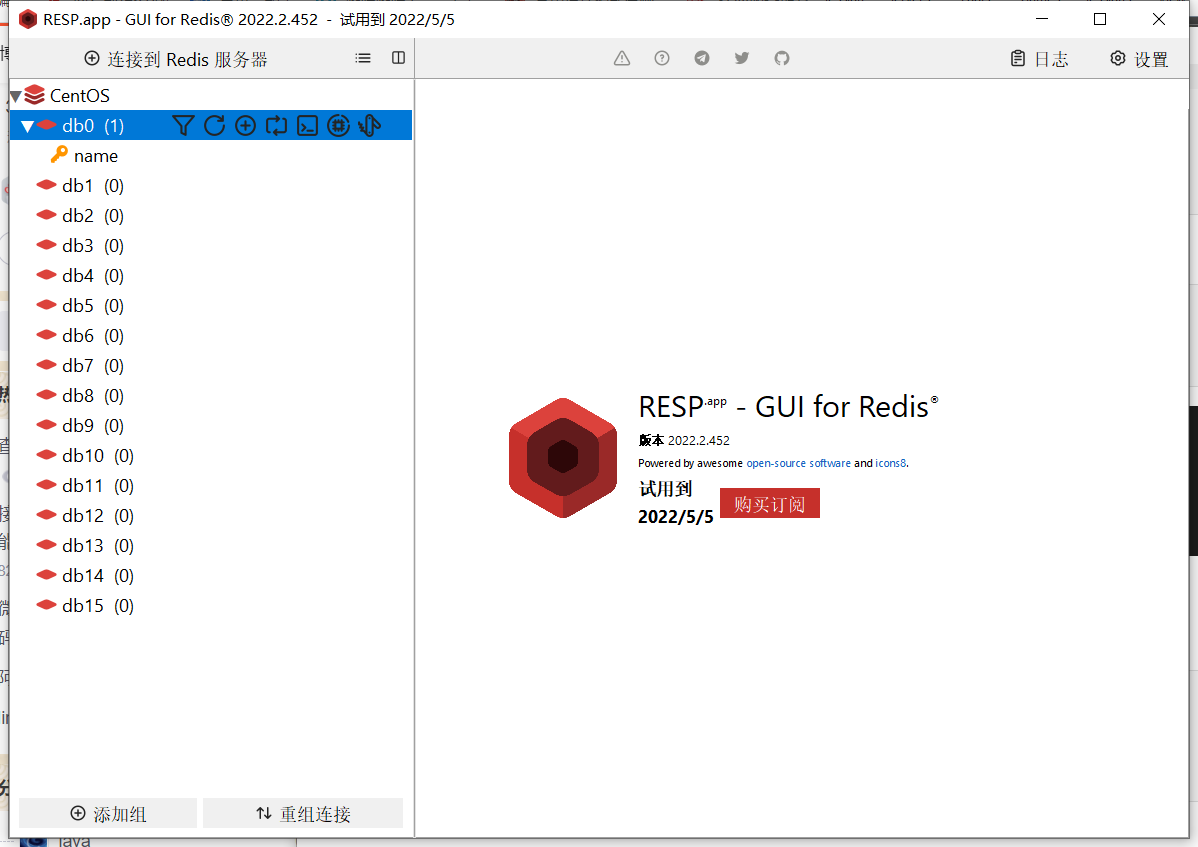 RESP.app - GUI for Redis® 2022.2.452 - 试用到 2022/5/5
连接到 Redis 服务器
日志
设置
CentOS
db0 (1)
name
db1 (0)
db2 (0)
db3 (0)
db4 (0)
db5 (0)
db6 (0)
db7 (0)
db8 (0)
db9 (0)
db10 (0)
db11 (0)
db12 (0)
db13 (0)
db14 (0)
db15 (0)
RESP.app - GUI for Redis®
版本 2022.2.452
Powered by awesome open-source software and icons8.
试用到
2022/5/5
购买订阅
添加组
重组连接